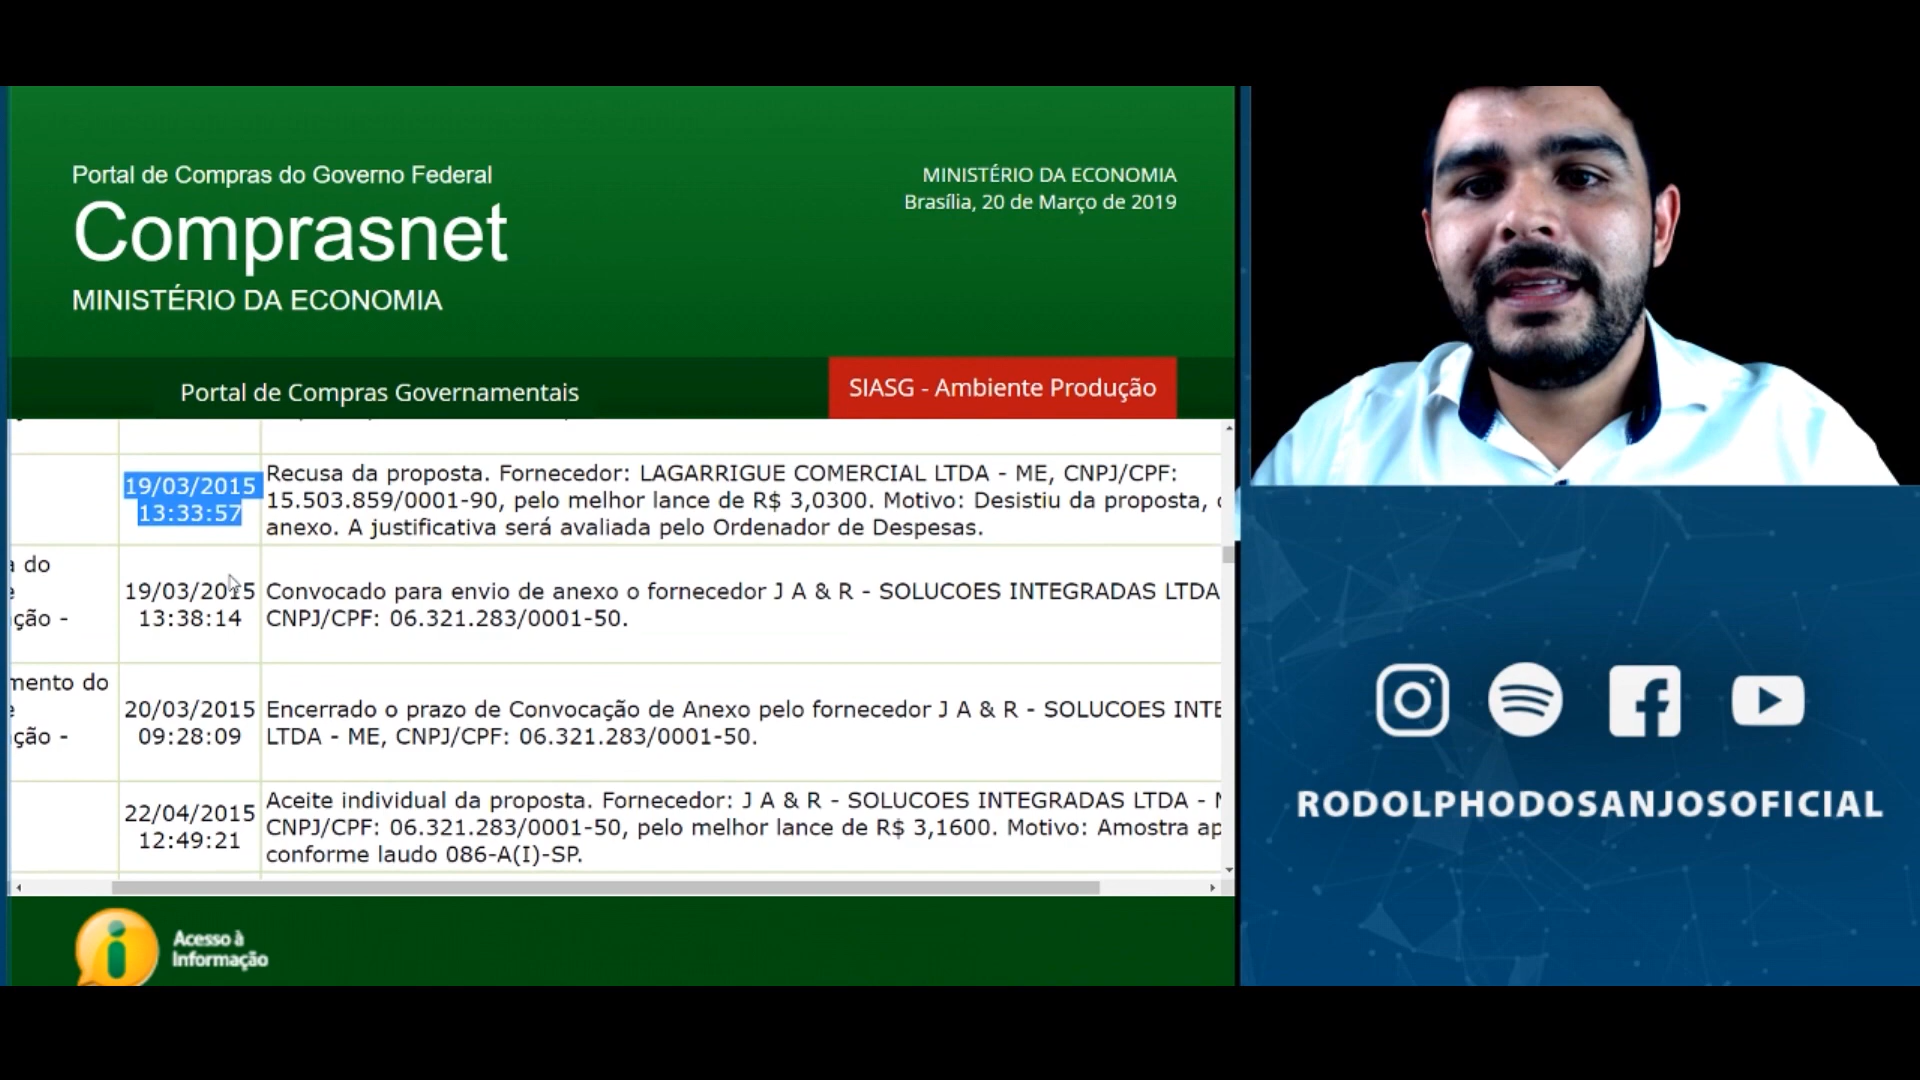 Portal de Compras do Governo Federal
Comprasnet
MINISTÉRIO DA ECONOMIA
MINISTÉRIO DA ECONOMIA
Brasília, 20 de Março de 2019
Portal de Compras Governamentais
SIASG - Ambiente Produção
19/03/2015
13:33:57
Recusa da proposta. Fornecedor: LAGARRIGUE COMERCIAL LTDA - ME, CNPJ/CPF:
15.503.859/0001-90, pelo melhor lance de R$ 3,0300. Motivo: Desistiu da proposta,
anexo. A justificativa será avaliada pelo Ordenador de Despesas.
do
ção -
19/03/2015
13:38:14
Convocado para envio de anexo o fornecedor J A & R - SOLUCOES INTEGRADAS LTDA
CNPJ/CPF: 06.321.283/0001-50.
mento do
ção -
20/03/2015
09:28:09
Encerrado o prazo de Convocação de Anexo pelo fornecedor J A & R - SOLUCOES INTE
LTDA - ME, CNPJ/CPF: 06.321.283/0001-50.
22/04/2015
12:49:21
Aceite individual da proposta. Fornecedor: J A & R - SOLUCOES INTEGRADAS LTDA -
CNPJ/CPF: 06.321.283/0001-50, pelo melhor lance de R$ 3,1600. Motivo: Amostra ap
conforme laudo 086-A(I)-SP.
Acesso à
Informação
RODOLPHODOSANJOSOFICIAL